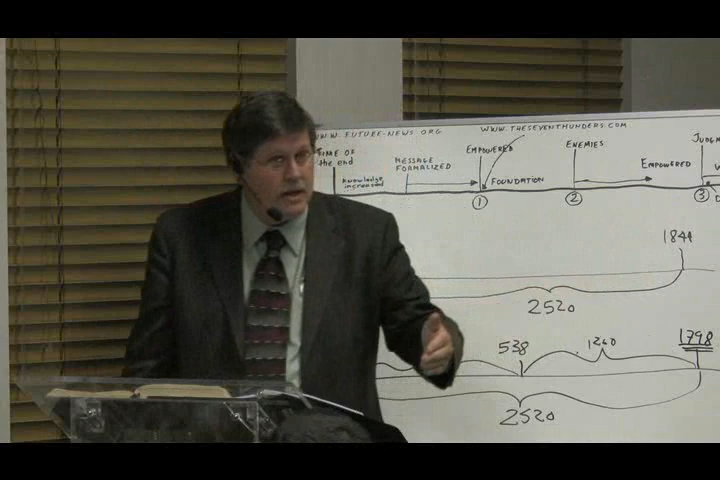 WWW.FUTURE-NEWS.ORG WWW.THESEVENTHUNDERS.COM
TIME OF the end
Knowledge increased
MESSAGE FORMALIZED
EMPOWERED
FOUNDATION
ENEMIES
EMPOWERED
1
2
3
1844
2520
538
1260
1798
2520